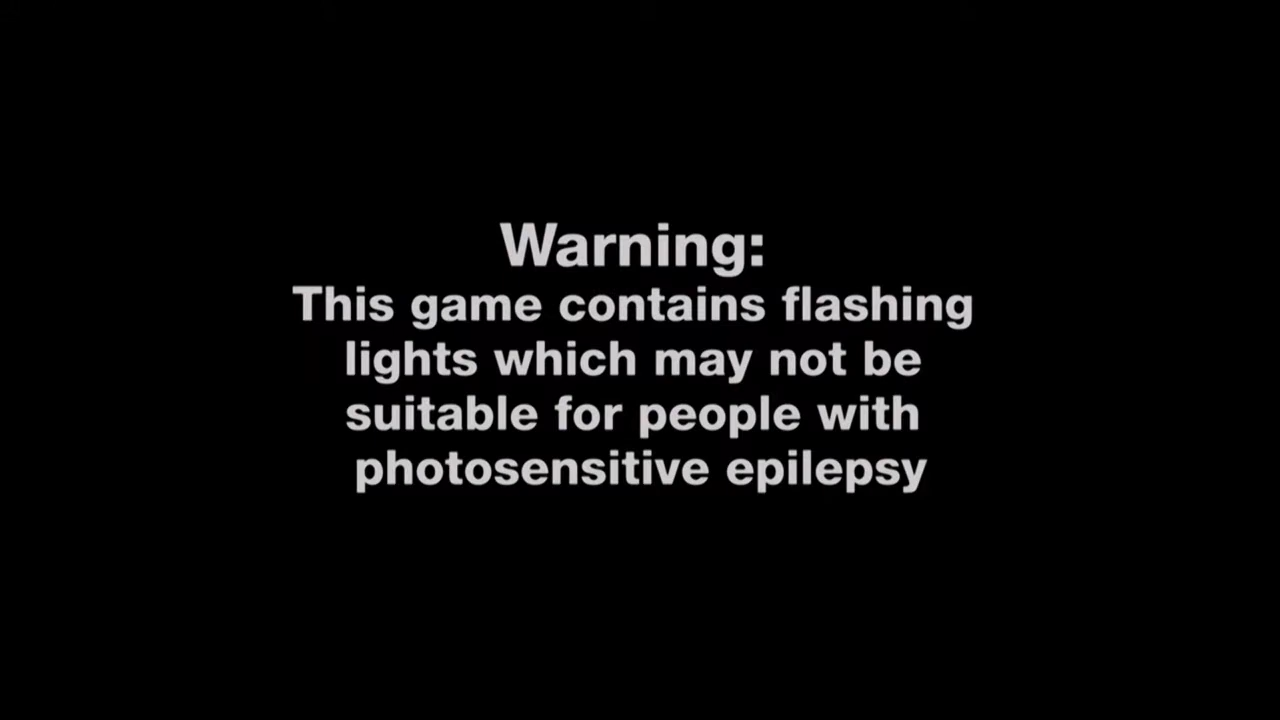 Warning:
This game contains flashing
lights which may not be
suitable for people with
photosensitive epilepsy